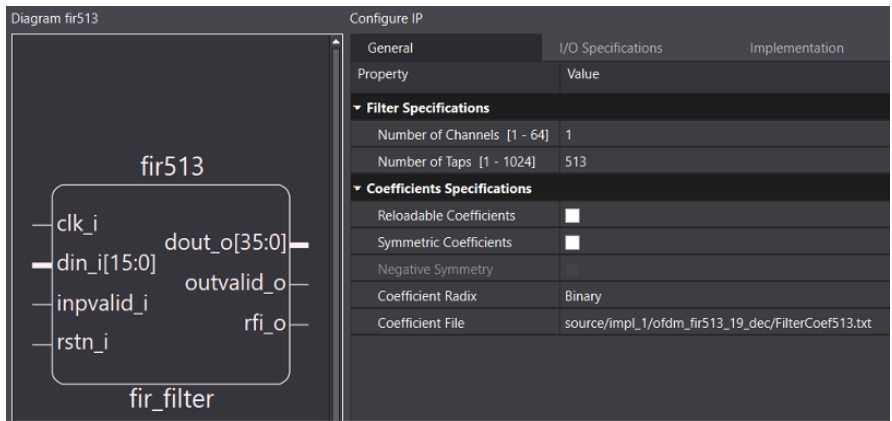 Diagram fir513
fir513
clk_i
din_i[15:0]
inpvalid_i
rstn_i
dout_o[35:0]
outvalid_o
rfi_o
fir_filter
Configure IP
General I/O Specifications Implementation
Property Value
Filter Specifications
Number of Channels [1 - 64] 1
Number of Taps [1 - 1024] 513
Coefficients Specifications
Reloadable Coefficients
Symmetric Coefficients
Negative Symmetry
Coefficient Radix Binary
Coefficient File source/impl_1/ofdm_fir513_19_dec/FilterCoef513.txt